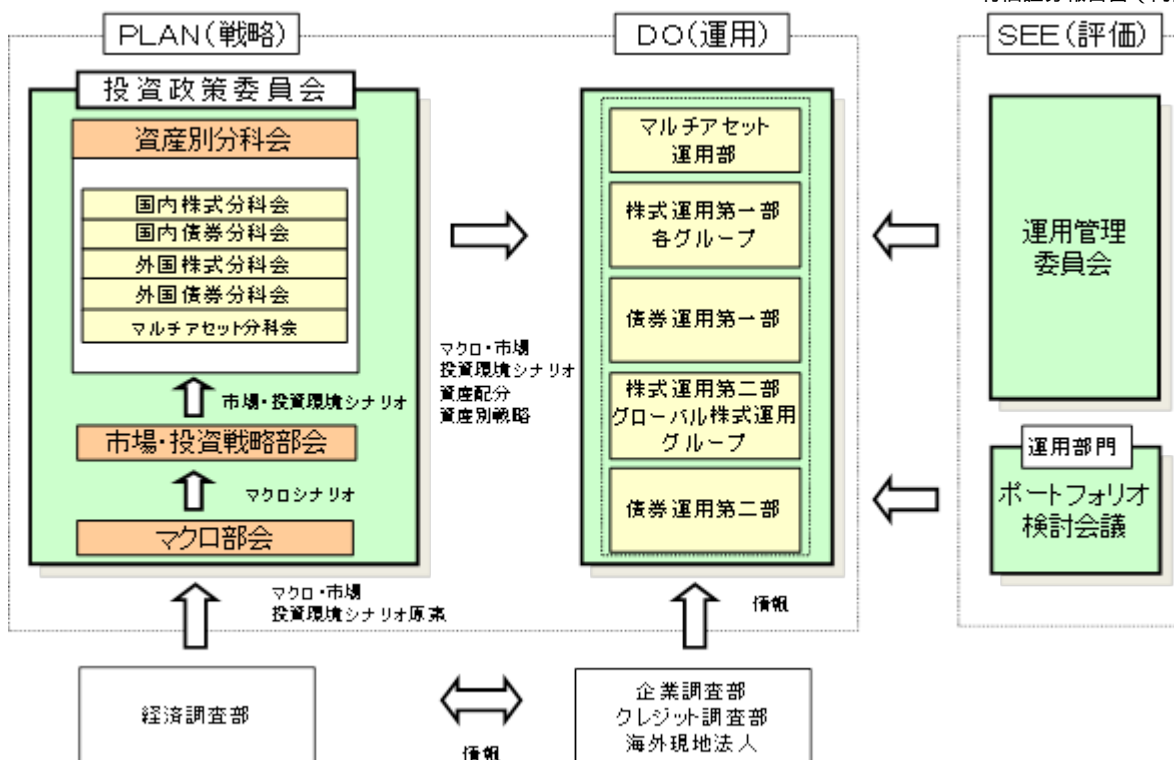 PLAN(戦略)
投資政策委員会
資産別分科会
国内株式分科会
国内債券分科会
外国株式分科会
外国債券分科会
マルチアセット分科会
市場・投資環境シナリオ
市場・投資戦略部会
マクロシナリオ
マクロ部会
マクロ・市場
投資環境シナリオ原案
経済調査部
マクロ・市場
投資環境シナリオ
資産配分
資産別戦略
情報
DO(運用)
マルチアセット
運用部
株式運用第一部
各グループ
債券運用第一部
株式運用第二部
グローバル株式運用
グループ
債券運用第二部
情報
企業調査部
クレジット調査部
海外現地法人
SEE(評価)
運用管理
委員会
運用部門
ポートフォリオ
検討会議